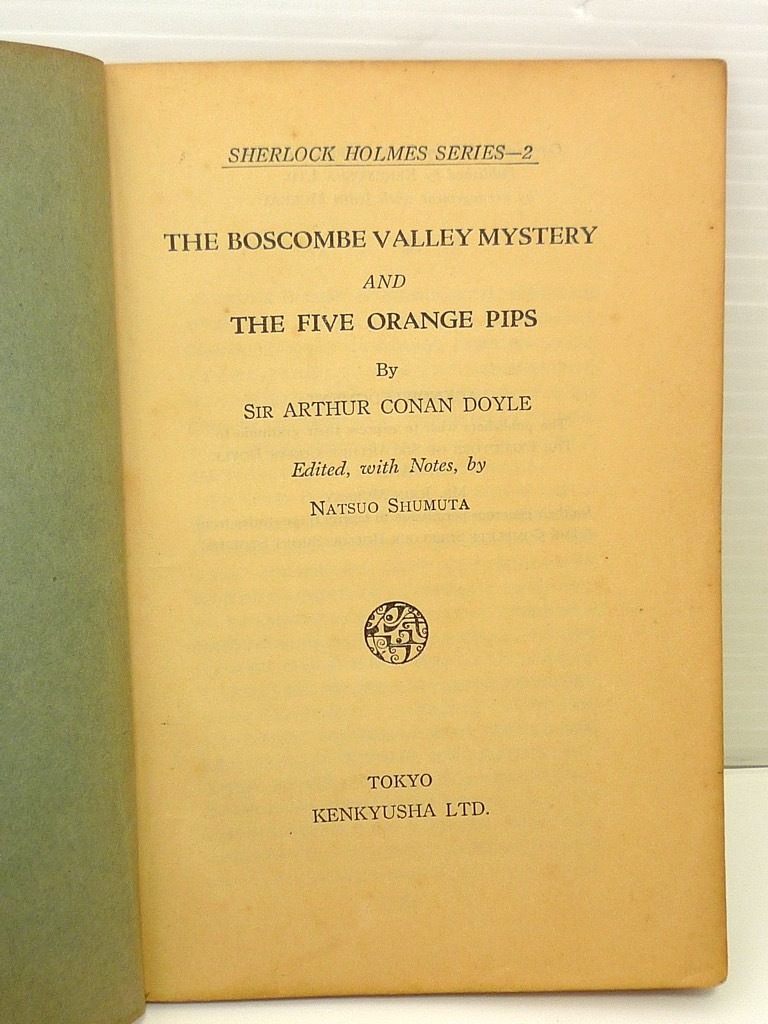 SHERLOCK HOLMES SERIES—2
THE BOSCOMBE VALLEY MYSTERY
AND
THE FIVE ORANGE PIPS
By
SIR ARTHUR CONAN DOYLE
Edited, with Notes, by
NATSUO SHUMUTA
TOKYO
KENKYUSHA LTD.